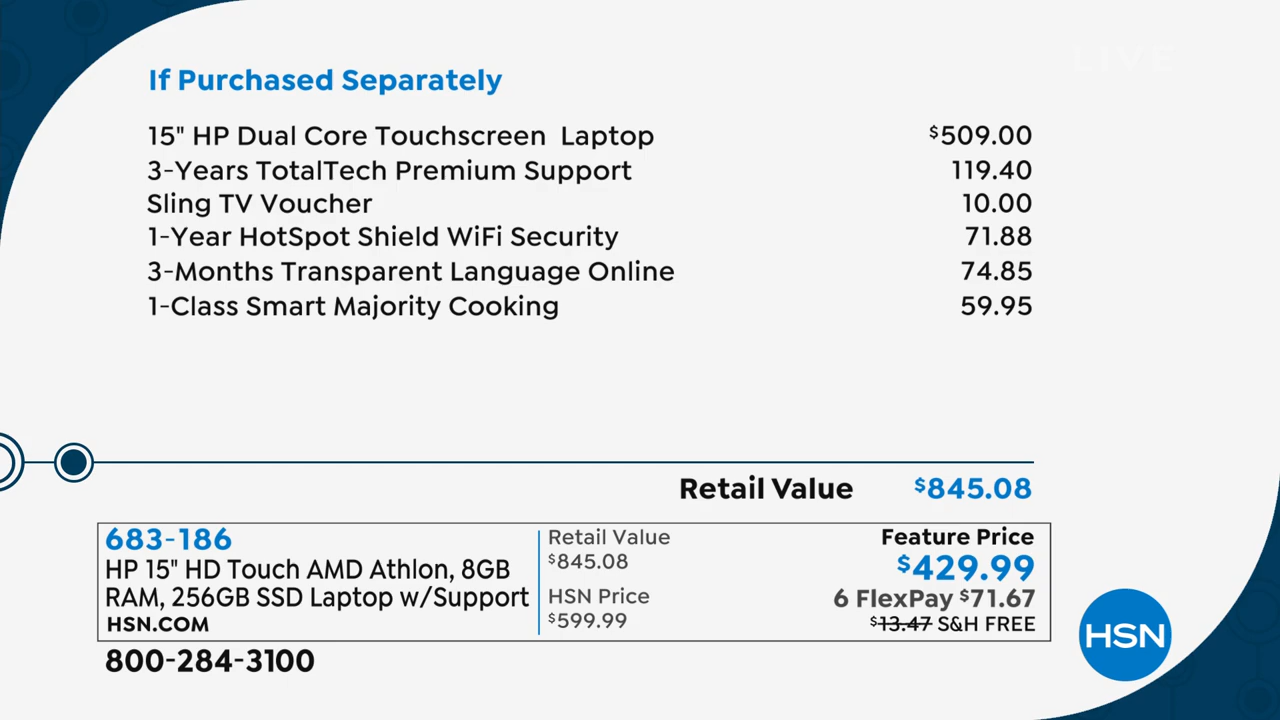 LIVE
If Purchased Separately
15" HP Dual Core Touchscreen Laptop $509.00
3-Years TotalTech Premium Support 119.40
Sling TV Voucher 10.00
1-Year HotSpot Shield WiFi Security 71.88
3-Months Transparent Language Online 74.85
1-Class Smart Majority Cooking 59.95
Retail Value $845.08
683-186
HP 15" HD Touch AMD Athlon, 8GB
RAM, 256GB SSD Laptop w/Support
HSN.COM
Retail Value
$845.08
HSN Price
$599.99
Feature Price
$429.99
6 FlexPay $71.67
$13.47 S&H FREE
800-284-3100
HSN